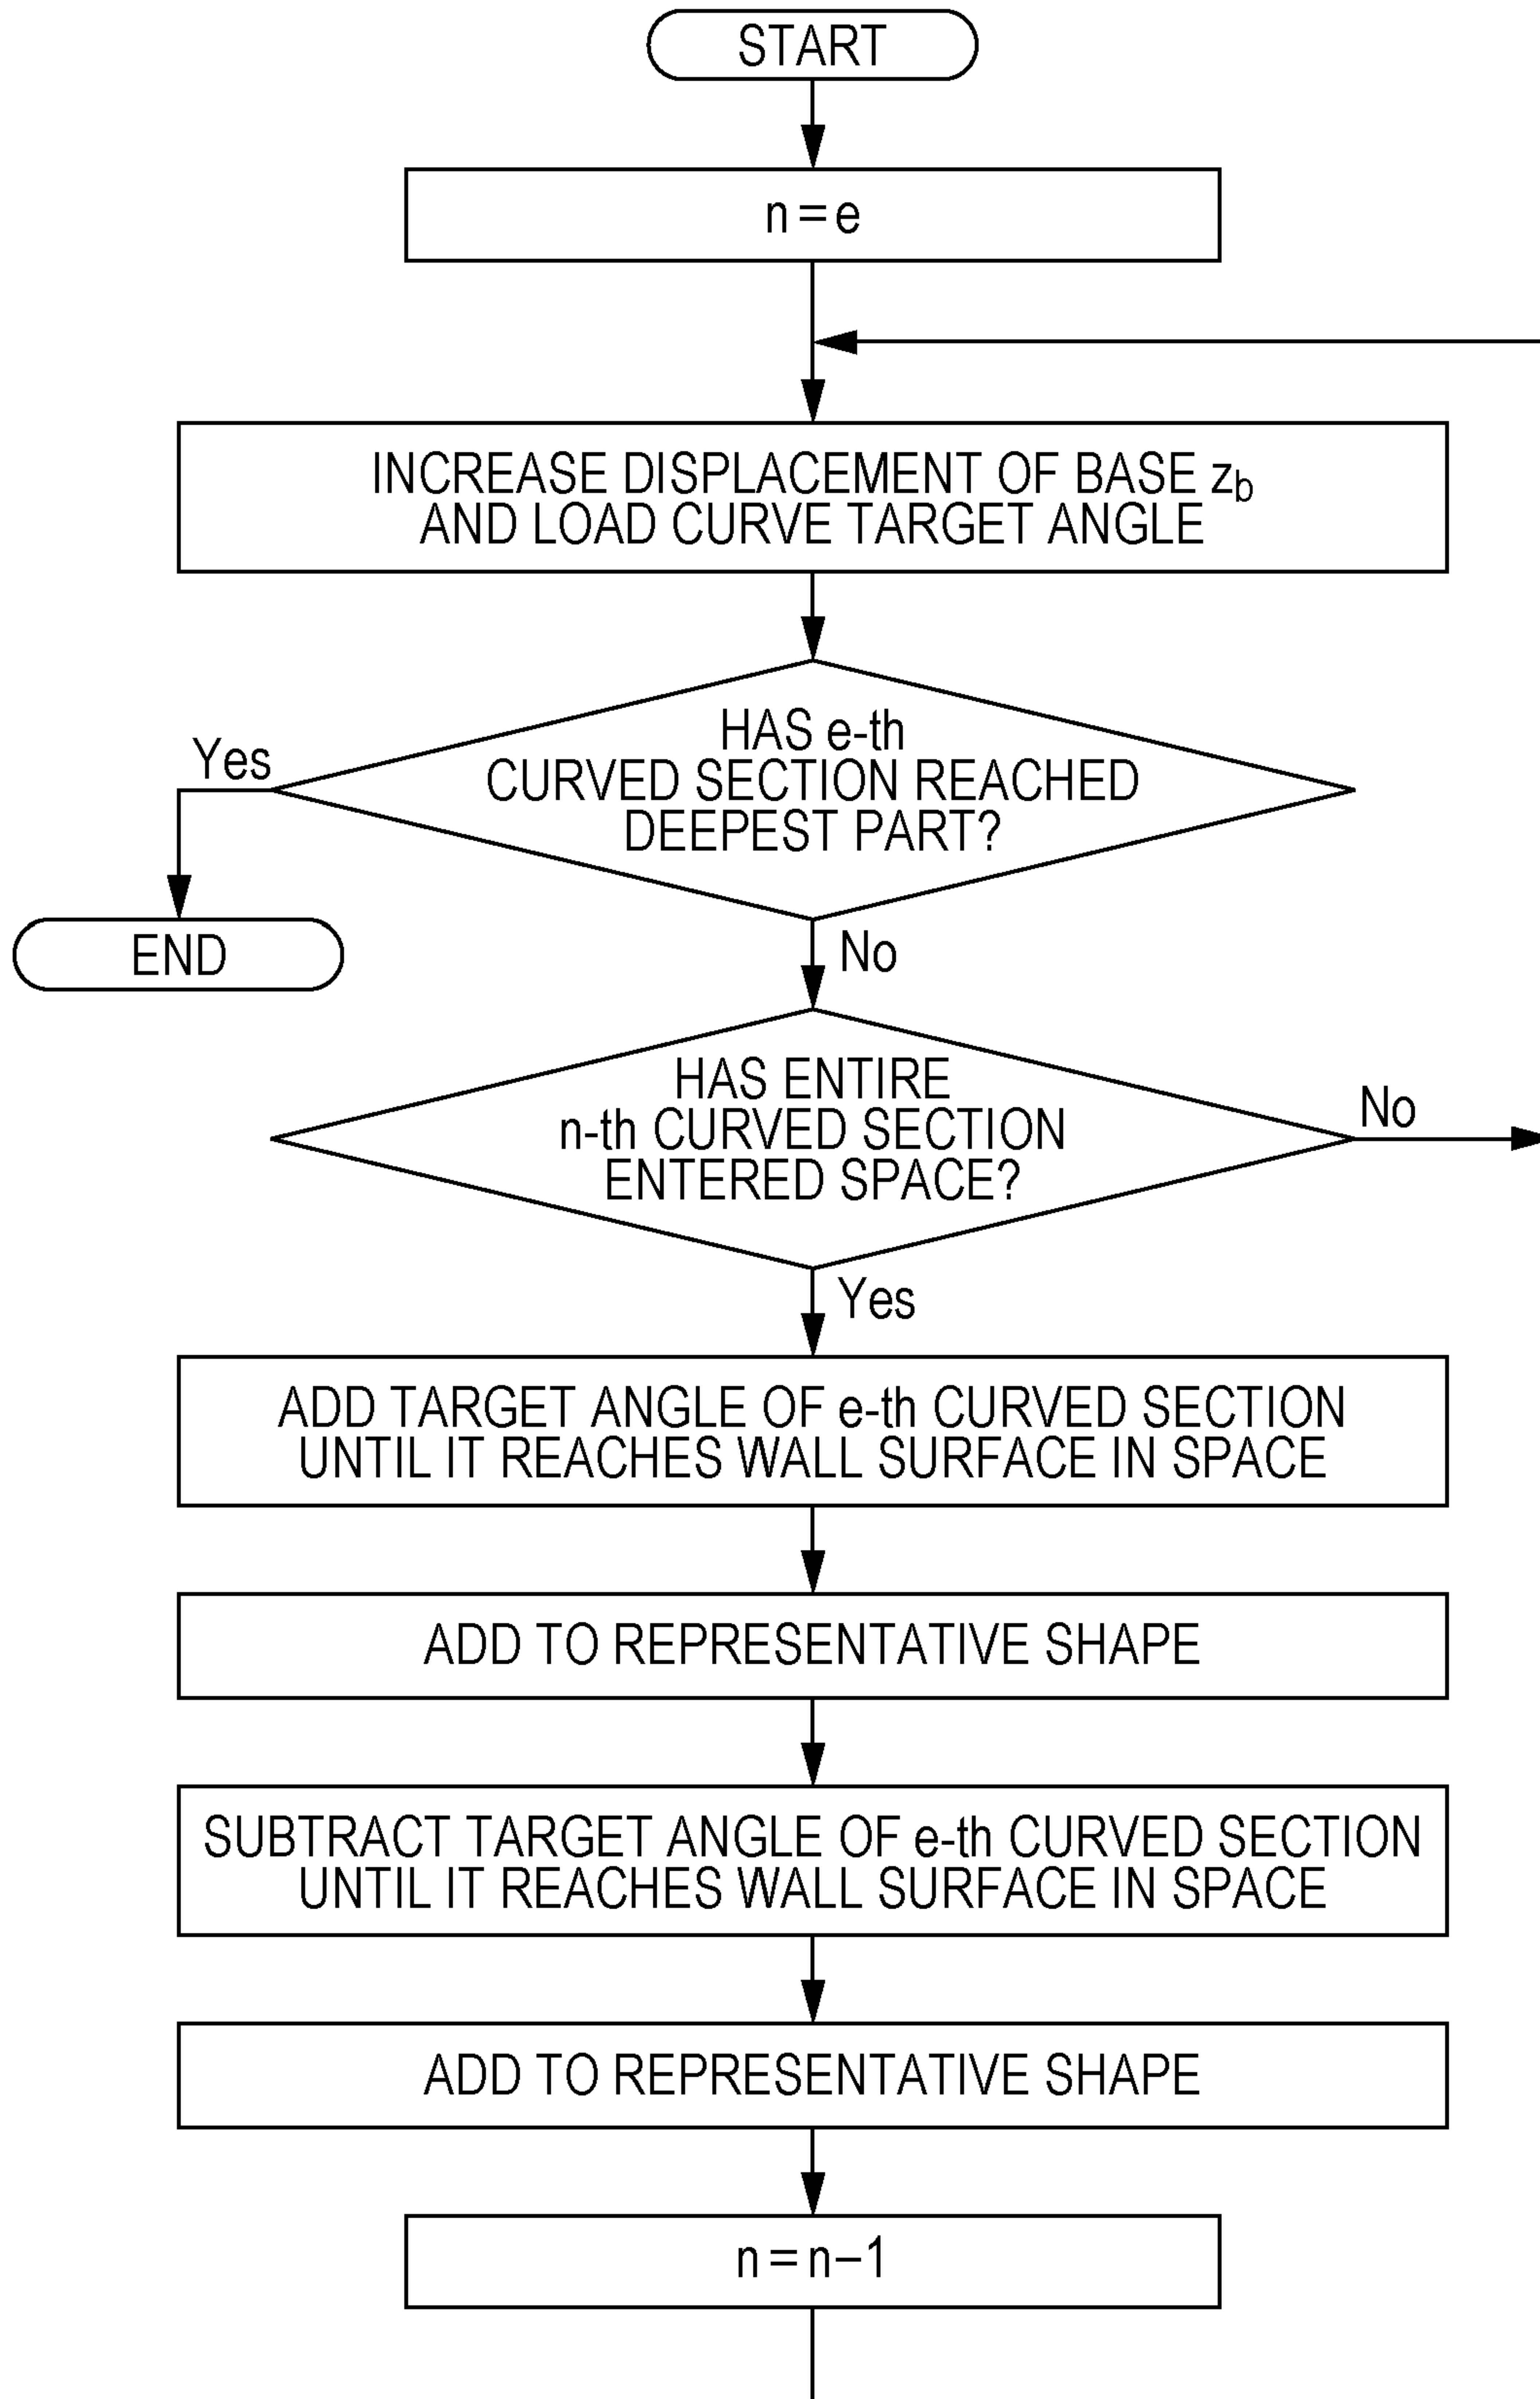 START
n=e
INCREASE DISPLACEMENT OF BASE zb
AND LOAD CURVE TARGET ANGLE
HAS e-th
CURVED SECTION REACHED
DEEPEST PART?
Yes
END
No
HAS ENTIRE
n-th CURVED SECTION
ENTERED SPACE?
No
Yes
ADD TARGET ANGLE OF e-th CURVED SECTION
UNTIL IT REACHES WALL SURFACE IN SPACE
ADD TO REPRESENTATIVE SHAPE
SUBTRACT TARGET ANGLE OF e-th CURVED SECTION
UNTIL IT REACHES WALL SURFACE IN SPACE
ADD TO REPRESENTATIVE SHAPE
n=n–1